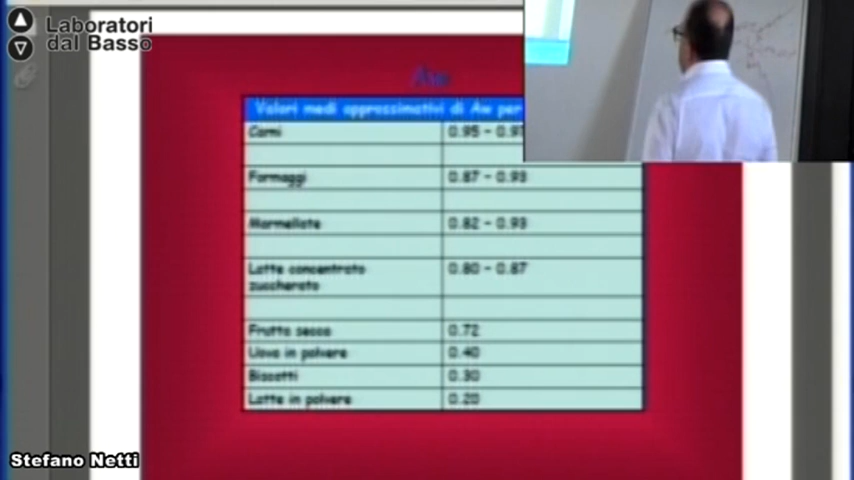 Laboratori
dal Basso
Aw
Valori medi approssimativi di Aw per
Carni 0.95 - 0.97
Formaggi 0.87 - 0.93
Marmellate 0.82 - 0.93
Latte concentrato
zuccherato 0.80 - 0.87
Frutta secca 0.72
Uova in polvere 0.40
Biscotti 0.30
Latte in polvere 0.20
Stefano Netti